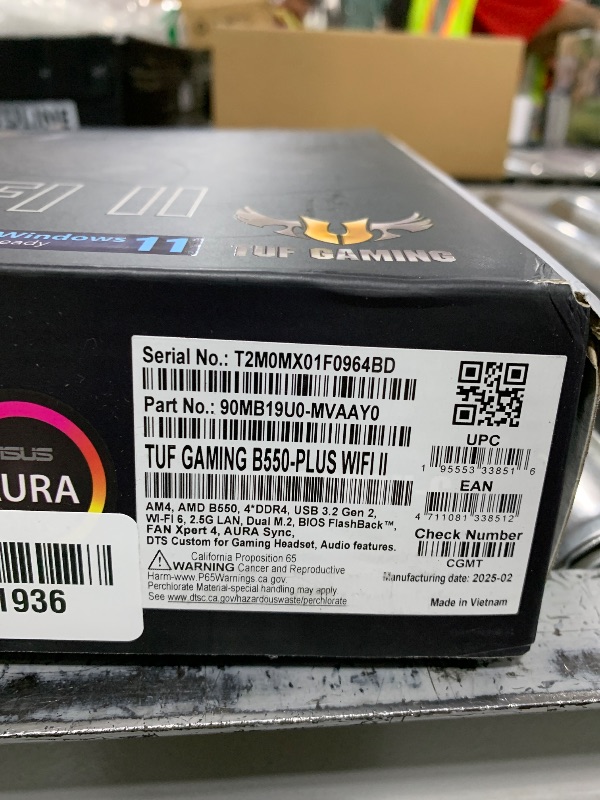 FI II
Windows 11
ready
TUF GAMING
Serial No.: T2M0MX01F0964BD
Part No.: 90MB19U0-MVAAY0
TUF GAMING B550-PLUS WIFI II
AM4, AMD B550, 4*DDR4, USB 3.2 Gen 2,
Wi-Fi 6, 2.5G LAN, Dual M.2, BIOS FlashBack™,
FAN Xpert 4, AURA Sync,
DTS Custom for Gaming Headset, Audio features.
California Proposition 65
WARNING Cancer and Reproductive
Harm-www.P65Warnings.ca.gov.
Perchlorate Material-special handling may apply
See www.dtsc.ca.gov/hazardouswaste/perchlorate
UPC
1 95553 33851 6
EAN
4 711081 338512
Check Number
CGMT
Manufacturing date: 2025-02
Made in Vietnam
ASUS
AURA
1936